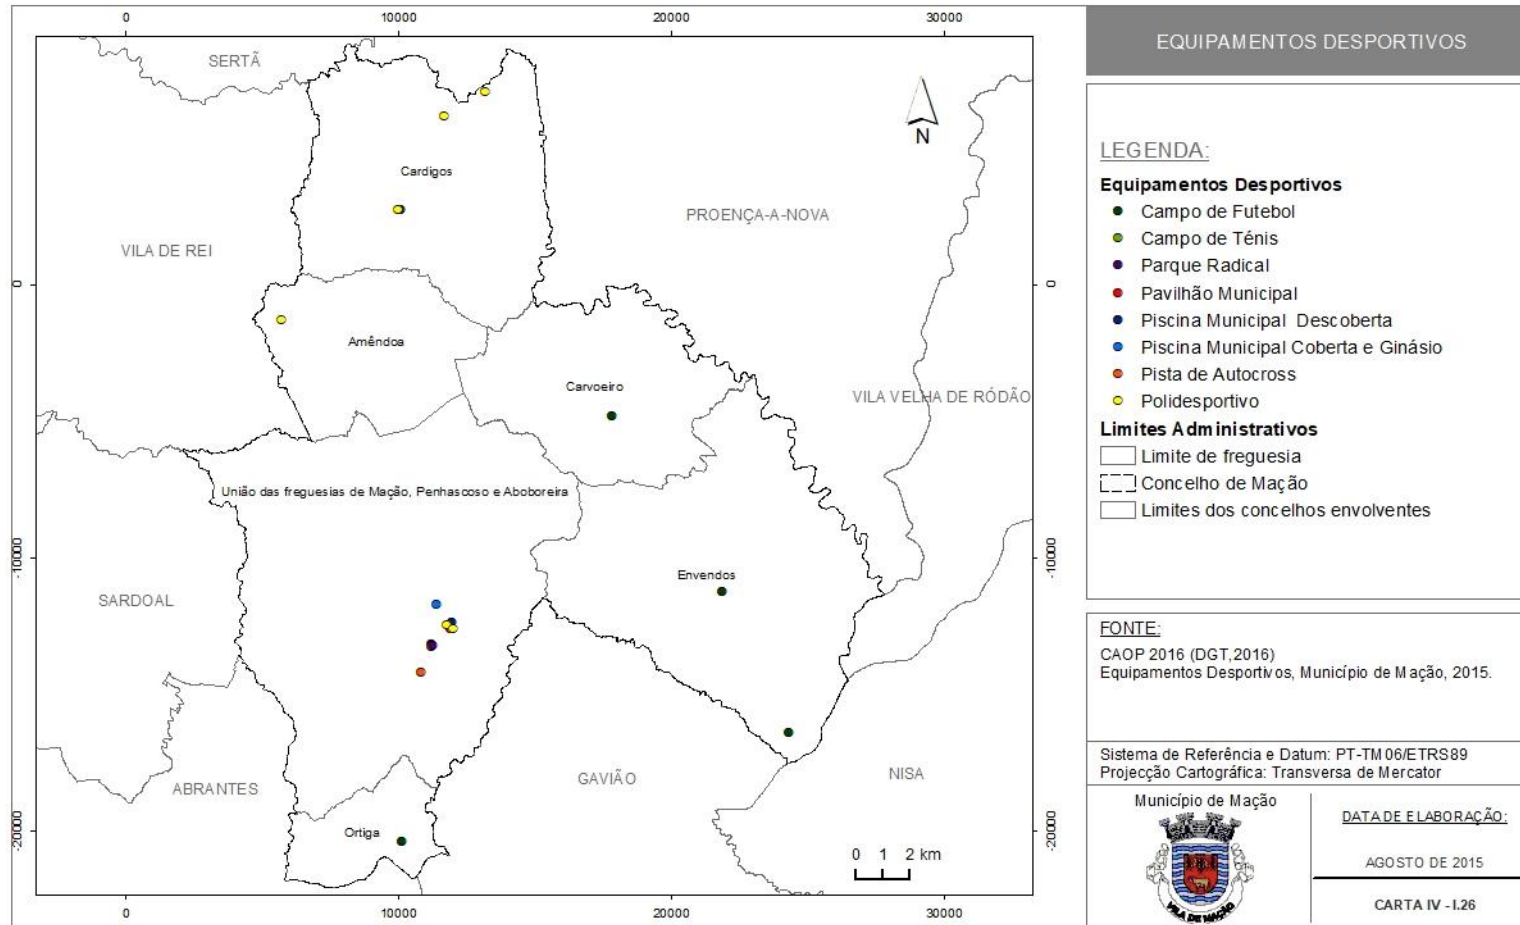 0 10000 20000 30000
EQUIPAMENTOS DESPORTIVOS
SERTÃ
N
Cardigos
PROENÇA-A-NOVA
VILA DE REI
0
0
Amêndoa
Carvoeiro
VILA VELHA DE RÓDÃO
União das freguesias de Mação, Penhascoso e Aboboreira
-10000
-10000
Envendos
SARDOAL
GAVIÃO
NISA
ABRANTES
Ortiga
-20000
-20000
0 1 2 km
0 10000 20000 30000
LEGENDA:
Equipamentos Desportivos
Campo de Futebol
Campo de Ténis
Parque Radical
Pavilhão Municipal
Piscina Municipal Descoberta
Piscina Municipal Coberta e Ginásio
Pista de Autocross
Polidesportivo
Limites Administrativos
Limite de freguesia
Concelho de Mação
Limites dos concelhos envolventes
FONTE:
CAOP 2016 (DGT,2016)
Equipamentos Desportivos, Município de Mação, 2015.
Sistema de Referência e Datum: PT-TM06/ETRS89
Projecção Cartográfica: Transversa de Mercator
Município de Mação
VILA DE MAÇÃO
DATA DE ELABORAÇÃO:
AGOSTO DE 2015
CARTA IV - I.26